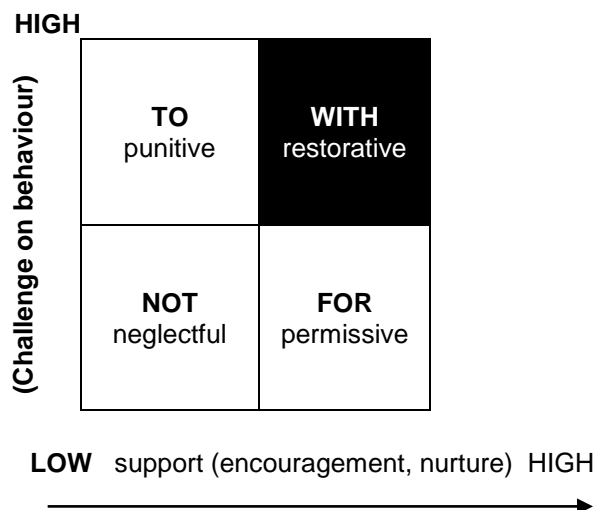 HIGH
(Challenge on behaviour)
TO
punitive
WITH
restorative
NOT
neglectful
FOR
permissive
LOW support (encouragement, nurture) HIGH